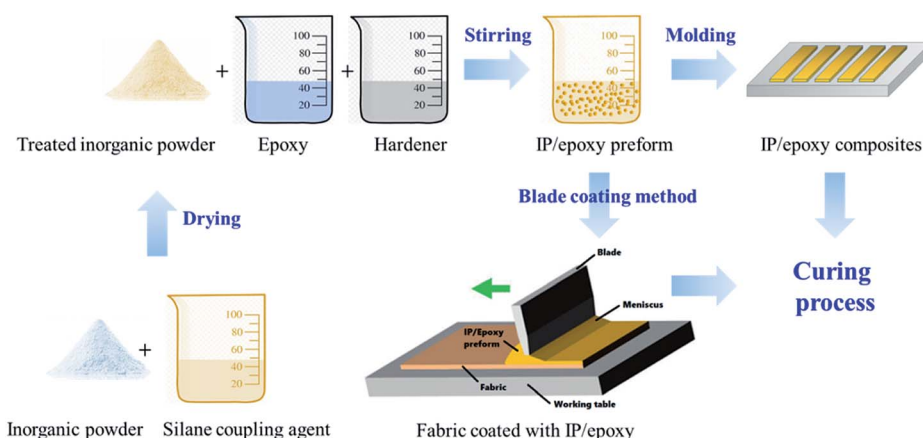 Stirring
Molding
100
80
60
40
20
100
80
60
40
20
100
80
60
40
20
+
+
Treated inorganic powder
Epoxy
Hardener
IP/epoxy preform
IP/epoxy composites
Blade coating method
Drying
Curing
process
Blade
Meniscus
IP/Epoxy
preform
Fabric
Working table
100
80
60
40
20
+
Inorganic powder
Silane coupling agent
Fabric coated with IP/epoxy